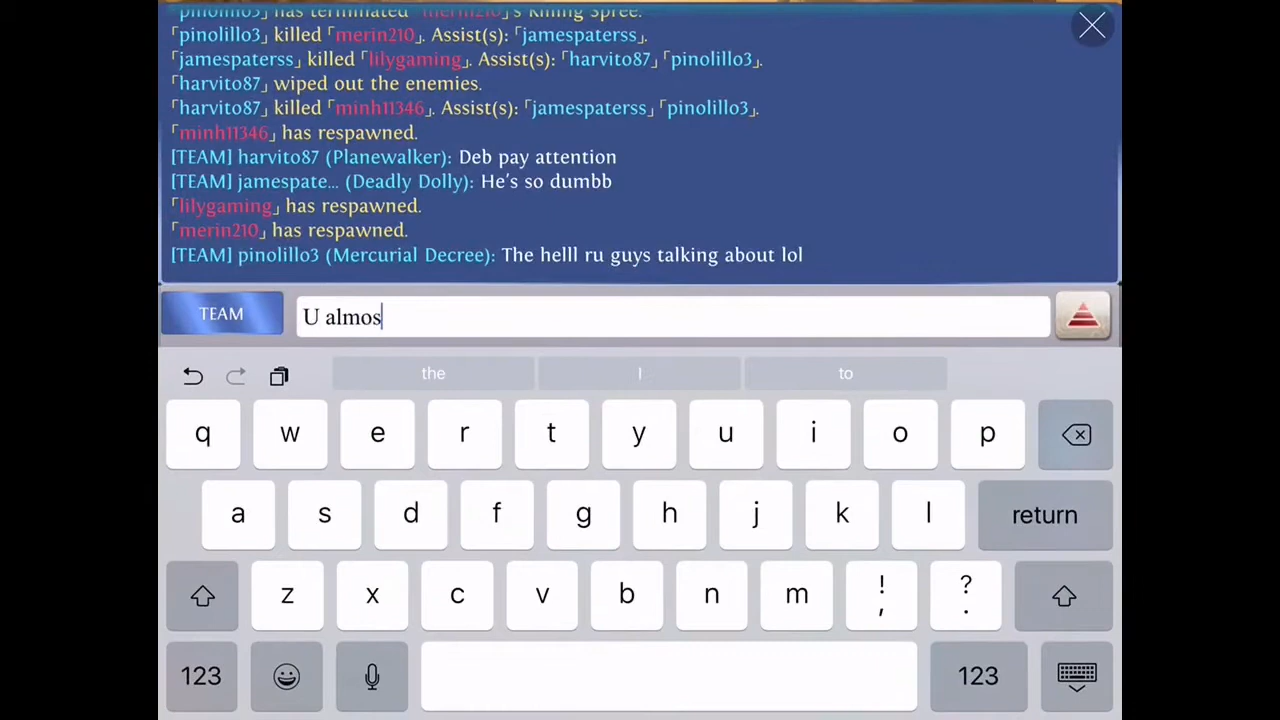 「pinolillo3」 has terminated 「merin210」's Killing Spree.
「pinolillo3」 killed 「merin210」. Assist(s): 「jamespaterss」.
「jamespaterss」 killed 「lilygaming」. Assist(s): 「harvito87」「pinolillo3」.
「harvito87」 wiped out the enemies.
「harvito87」 killed 「minh11346」. Assist(s): 「jamespaterss」「pinolillo3」.
「minh11346」 has respawned.
[TEAM] harvito87 (Planewalker): Deb pay attention
[TEAM] jamespate... (Deadly Dolly): He's so dumbb
「lilygaming」 has respawned.
「merin210」 has respawned.
[TEAM] pinolillo3 (Mercurial Decree): The helll ru guys talking about lol
TEAM U almos
the I to
q w e r t y u i o p
a s d f g h j k l return
z x c v b n m ! , ? .
123 123